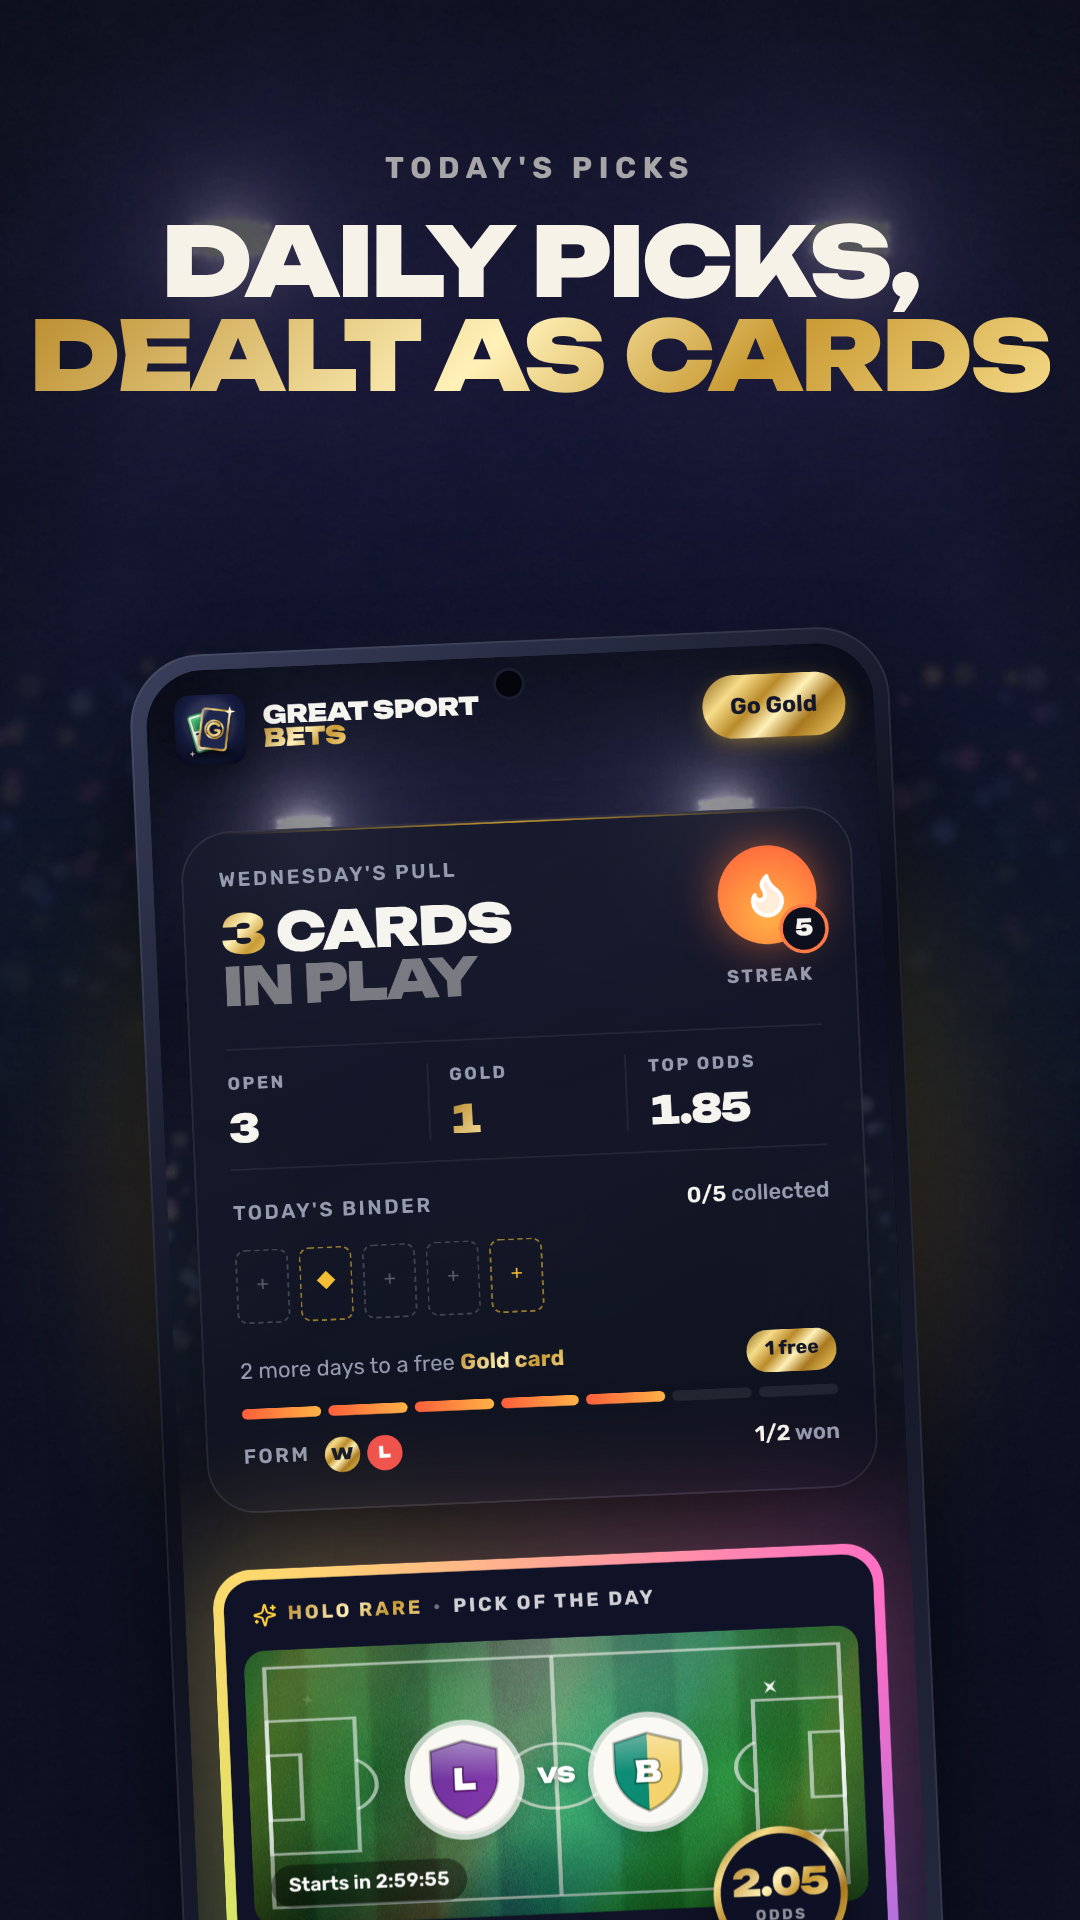 TODAY'S PICKS
DAILY PICKS,
DEALT AS CARDS
GREAT SPORT
BETS
G
Go Gold
WEDNESDAY'S PULL
3 CARDS
IN PLAY
5
STREAK
OPEN
GOLD
TOP ODDS
3
1
1.85
TODAY'S BINDER
0/5 collected
+ + + +
2 more days to a free Gold card
1 free
FORM W L
1/2 won
HOLO RARE • PICK OF THE DAY
L VS B
Starts in 2:59:55
2.05
ODDS